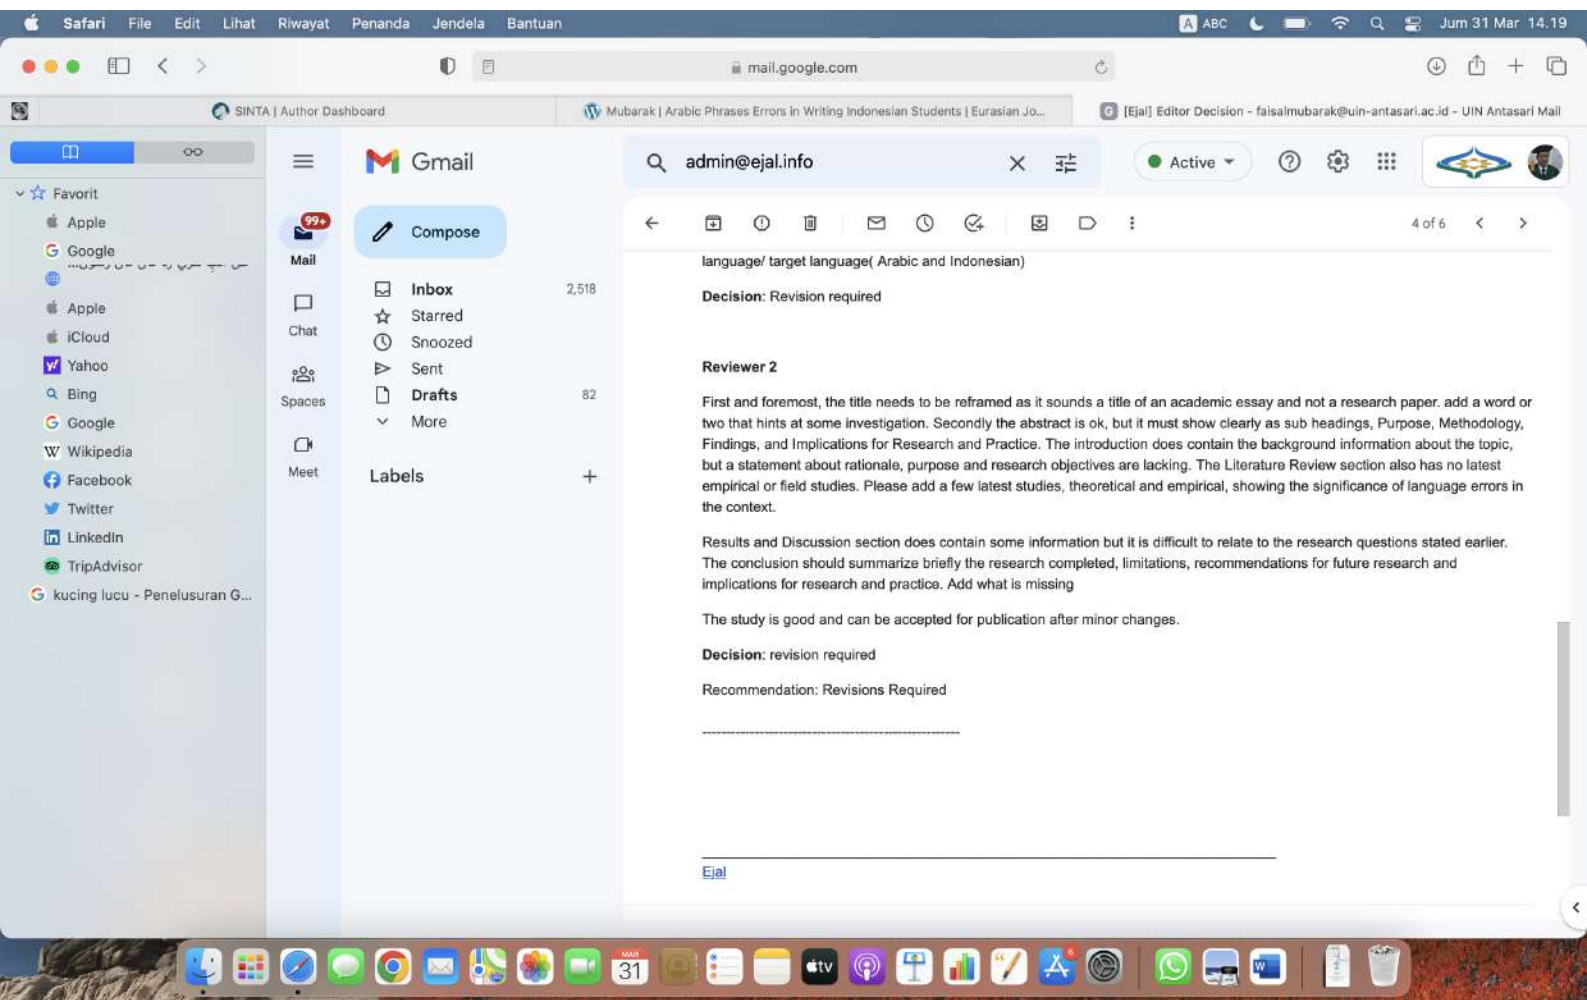 Safari File Edit Lihat Riwayat Penanda Jendela Bantuan
ABC Jum 31 Mar 14.19
mail.google.com
SINTA | Author Dashboard
Mubarak | Arabic Phrases Errors in Writing Indonesian Students | Eurasian Jo...
[Ejal] Editor Decision - faisalmubarak@uin-antasari.ac.id - UIN Antasari Mail
Favorit
Apple
Google
Apple
iCloud
Yahoo
Bing
Google
Wikipedia
Facebook
Twitter
LinkedIn
TripAdvisor
kucing lucu - Penelusuran G...
99+
Mail
Chat
Spaces
Meet
Gmail
Compose
Inbox 2,518
Starred
Snoozed
Sent
Drafts 82
More
Labels +
admin@ejal.info
Active
4 of 6
language/ target language( Arabic and Indonesian)
Decision: Revision required
Reviewer 2
First and foremost, the title needs to be reframed as it sounds a title of an academic essay and not a research paper. add a word or
two that hints at some investigation. Secondly the abstract is ok, but it must show clearly as sub headings, Purpose, Methodology,
Findings, and Implications for Research and Practice. The introduction does contain the background information about the topic,
but a statement about rationale, purpose and research objectives are lacking. The Literature Review section also has no latest
empirical or field studies. Please add a few latest studies, theoretical and empirical, showing the significance of language errors in
the context.
Results and Discussion section does contain some information but it is difficult to relate to the research questions stated earlier.
The conclusion should summarize briefly the research completed, limitations, recommendations for future research and
implications for research and practice. Add what is missing
The study is good and can be accepted for publication after minor changes.
Decision: revision required
Recommendation: Revisions Required
------------------------------------------------------
Ejal
MAR
31
tv
6
W